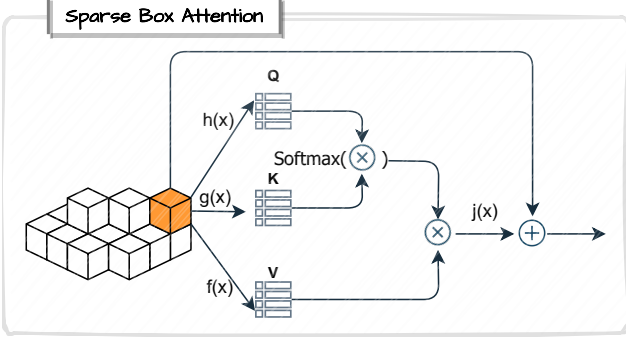 Sparse Box Attention
Q
h(x)
Softmax( × )
K
g(x)
j(x)
× +
V
f(x)